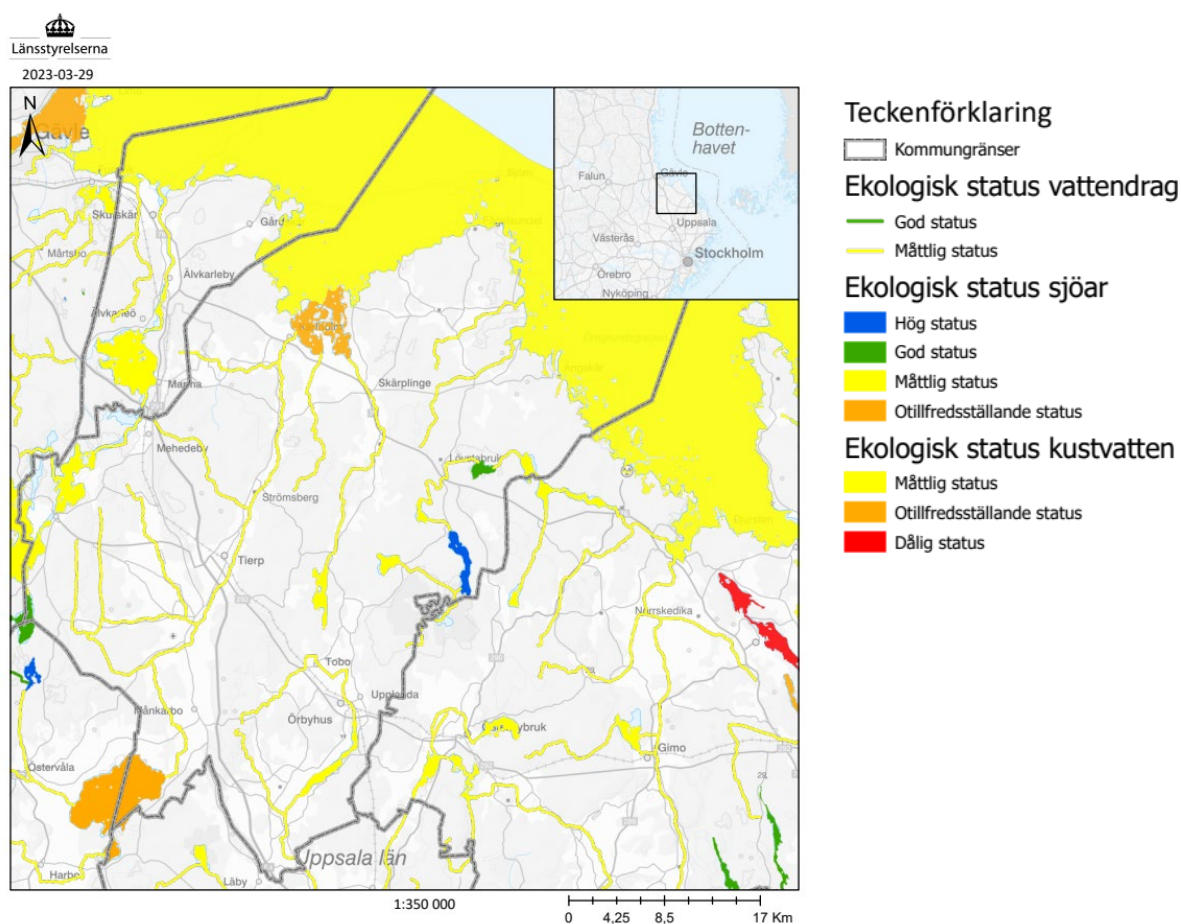 Länsstyrelserna
2023-03-29
N
Gävle
Skutskär
Gårdskär
Mårtsbo
Älvkarleby
Älvkarleö
Marma
Skärplinge
Mehedeby
Lövstabruk
Strömsberg
Tierp
Norrskedika
Tobo
Upplanda
Månkarbo
Örbyhus
Gimo
Östervåla
Uppsala län
Harbo
Läby
Ängskär
Botten-
havet
Falun
Gävle
Uppsala
Västerås
Stockholm
Örebro
Nyköping
1:350 000
0 4,25 8,5 17 Km
Teckenförklaring
Kommungränser
Ekologisk status vattendrag
God status
Måttlig status
Ekologisk status sjöar
Hög status
God status
Måttlig status
Otillfredsställande status
Ekologisk status kustvatten
Måttlig status
Otillfredsställande status
Dålig status